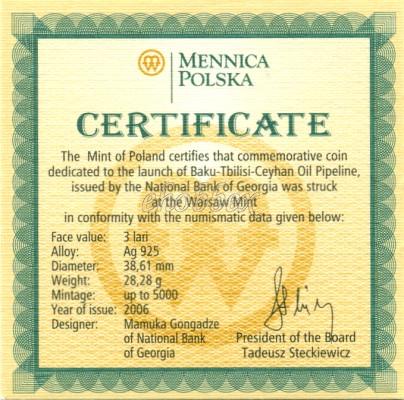 MENNICA
POLSKA
CERTIFICATE
The Mint of Poland certifies that commemorative coin
dedicated to the launch of Baku-Tbilisi-Ceyhan Oil Pipeline,
issued by the National Bank of Georgia was struck
at the Warsaw Mint
in conformity with the numismatic data given below:
Face value: 3 lari
Alloy: Ag 925
Diameter: 38,61 mm
Weight: 28,28 g
Mintage: up to 5000
Year of issue: 2006
Designer: Mamuka Gongadze
of National Bank
of Georgia
President of the Board
Tadeusz Steckiewicz